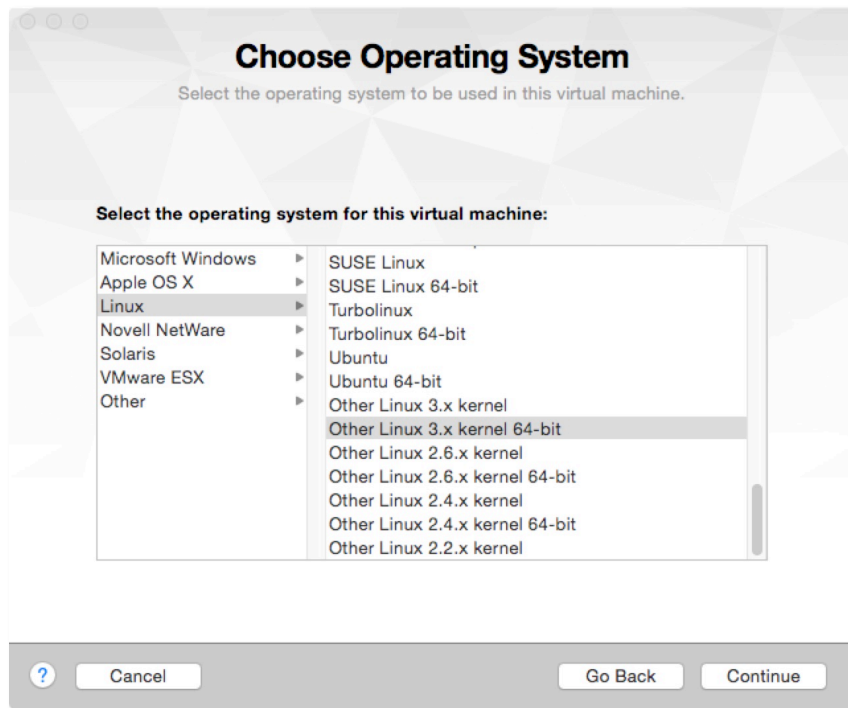 Choose Operating System
Select the operating system to be used in this virtual machine.
Select the operating system for this virtual machine:
Microsoft Windows
Apple OS X
Linux
Novell NetWare
Solaris
VMware ESX
Other
SUSE Linux
SUSE Linux 64-bit
Turbolinux
Turbolinux 64-bit
Ubuntu
Ubuntu 64-bit
Other Linux 3.x kernel
Other Linux 3.x kernel 64-bit
Other Linux 2.6.x kernel
Other Linux 2.6.x kernel 64-bit
Other Linux 2.4.x kernel
Other Linux 2.4.x kernel 64-bit
Other Linux 2.2.x kernel
? Cancel Go Back Continue